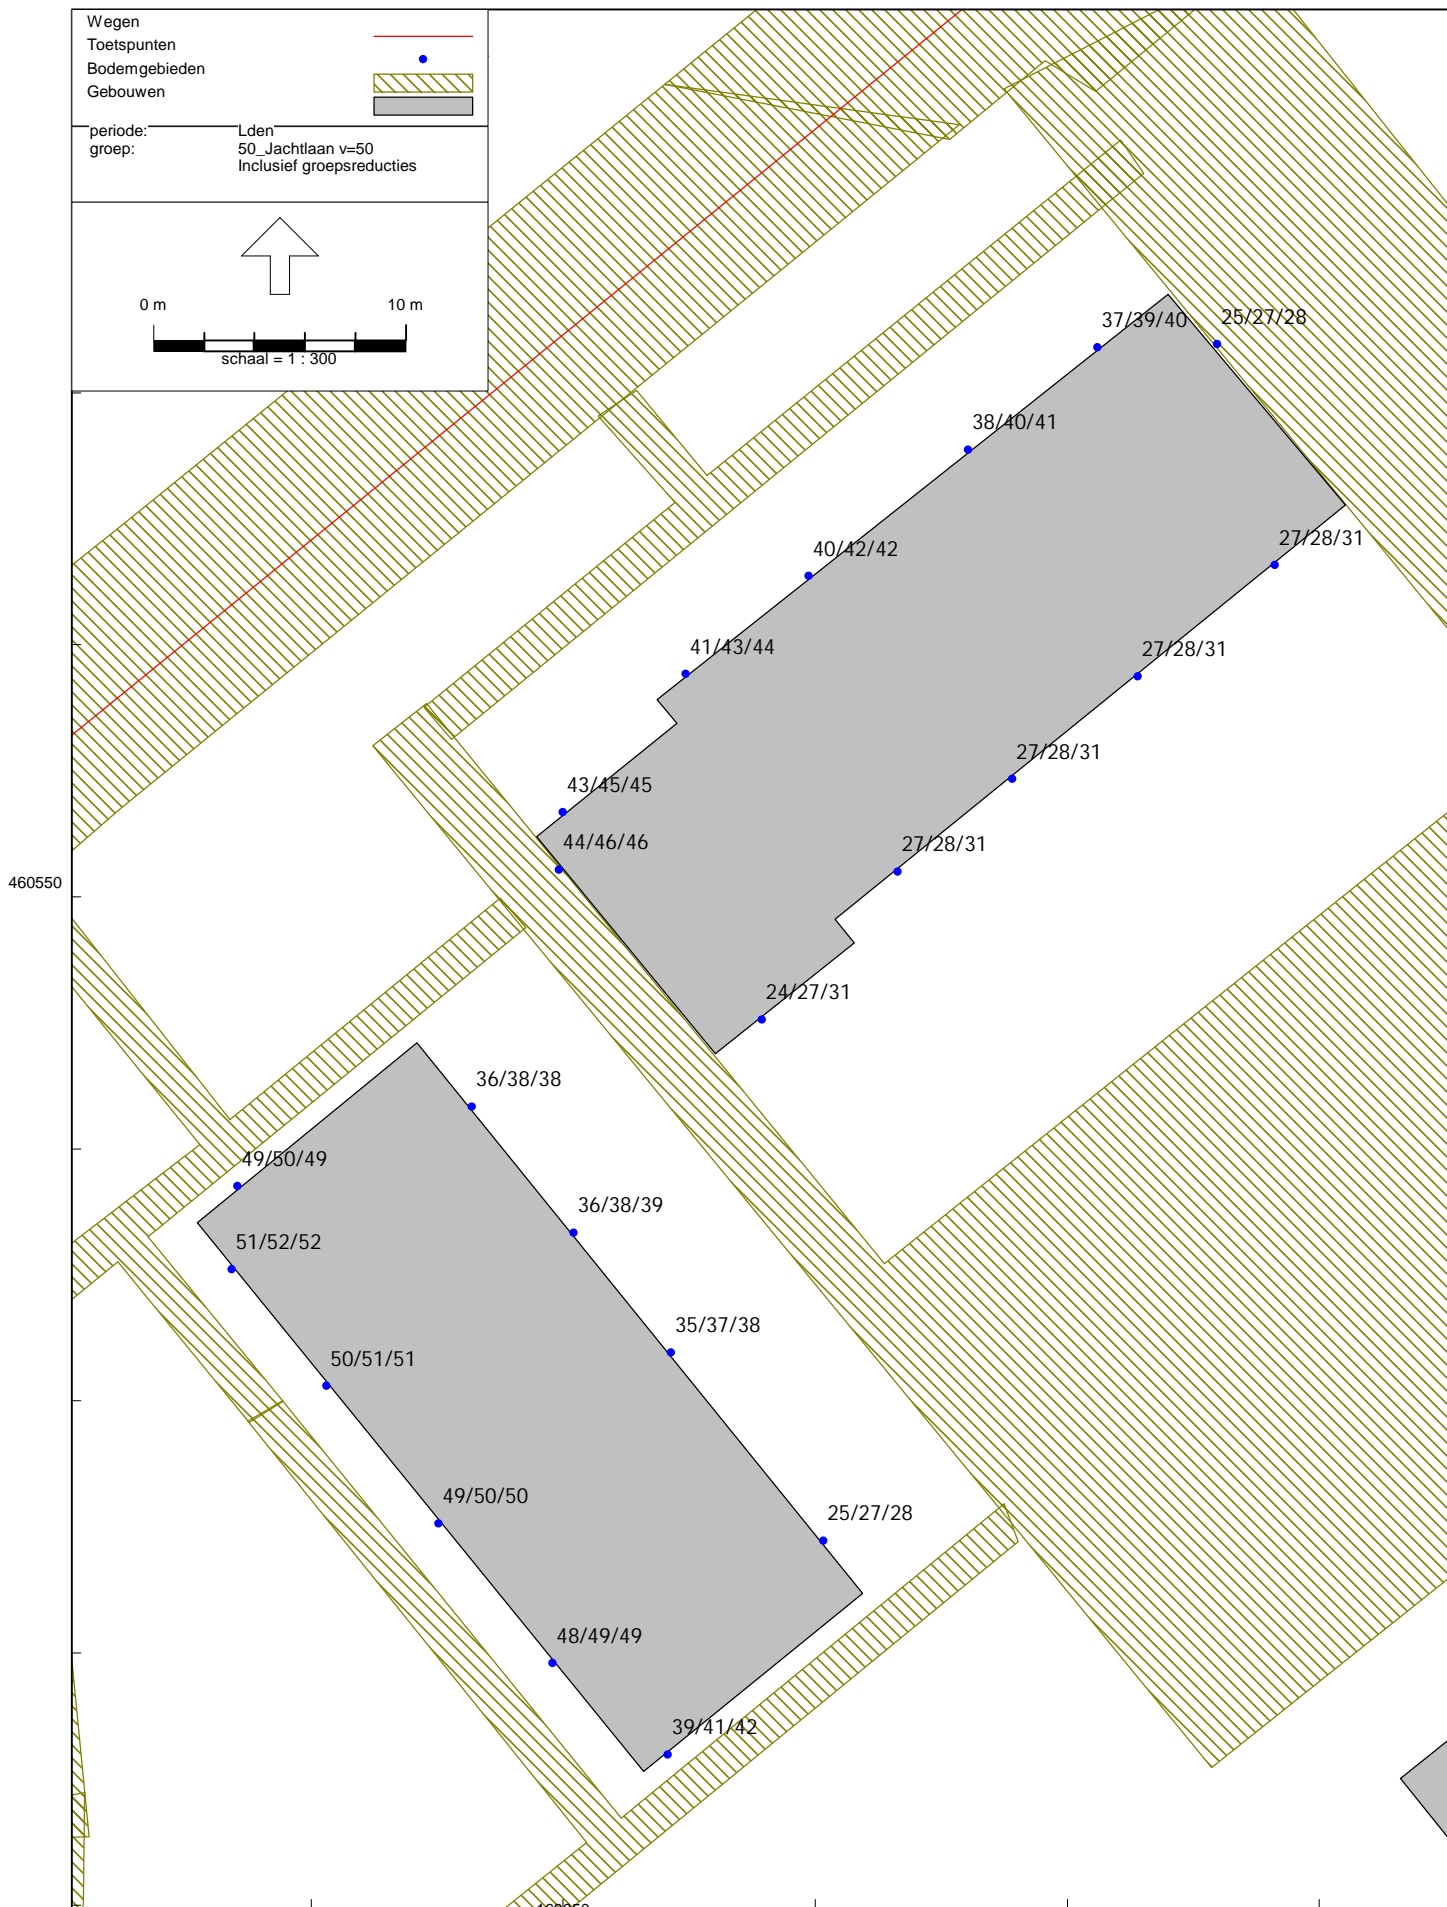 Wegen
Toetspunten
Bodemgebieden
Gebouwen
periode: Lden
groep: 50_Jachtlaan v=50
Inclusief groepsreducties
0 m 10 m
schaal = 1 : 300
37/39/40
25/27/28
38/40/41
27/28/31
40/42/42
41/43/44
27/28/31
27/28/31
43/45/45
27/28/31
44/46/46
460550
24/27/31
36/38/38
49/50/49
36/38/39
51/52/52
35/37/38
50/51/51
49/50/50
25/27/28
48/49/49
39/41/42